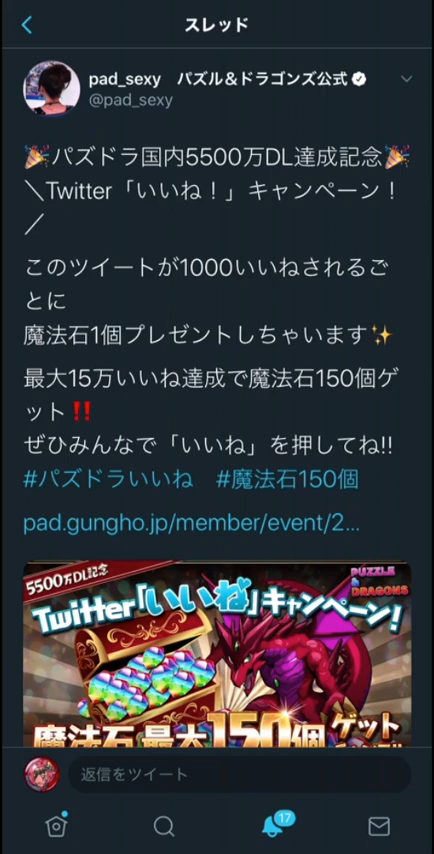 スレッド
pad_sexy パズル＆ドラゴンズ公式
@pad_sexy
🎉パズドラ国内5500万DL達成記念🎉
＼Twitter「いいね！」キャンペーン！
／
このツイートが1000いいねされるご
とに
魔法石1個プレゼントしちゃいます✨
最大15万いいね達成で魔法石150個ゲ
ット‼️
ぜひみんなで「いいね」を押してね!!
#パズドラいいね #魔法石150個
pad.gungho.jp/member/event/2...
5500万DL記念
PUZZLE
&
DRAGONS
Twitter「いいね」キャンペーン!
魔法石最大150個ゲット
返信をツイート
17